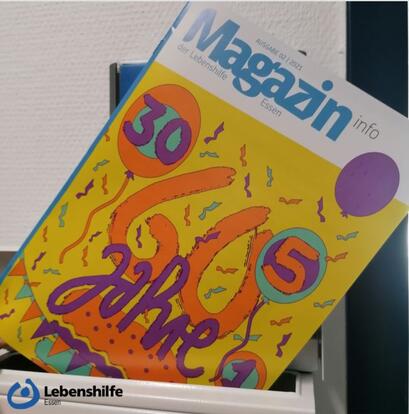 AUSGABE 02 | 2021
Magazin info
der Lebenshilfe
Essen
30
60
5
Jahre
1
Lebenshilfe
Essen